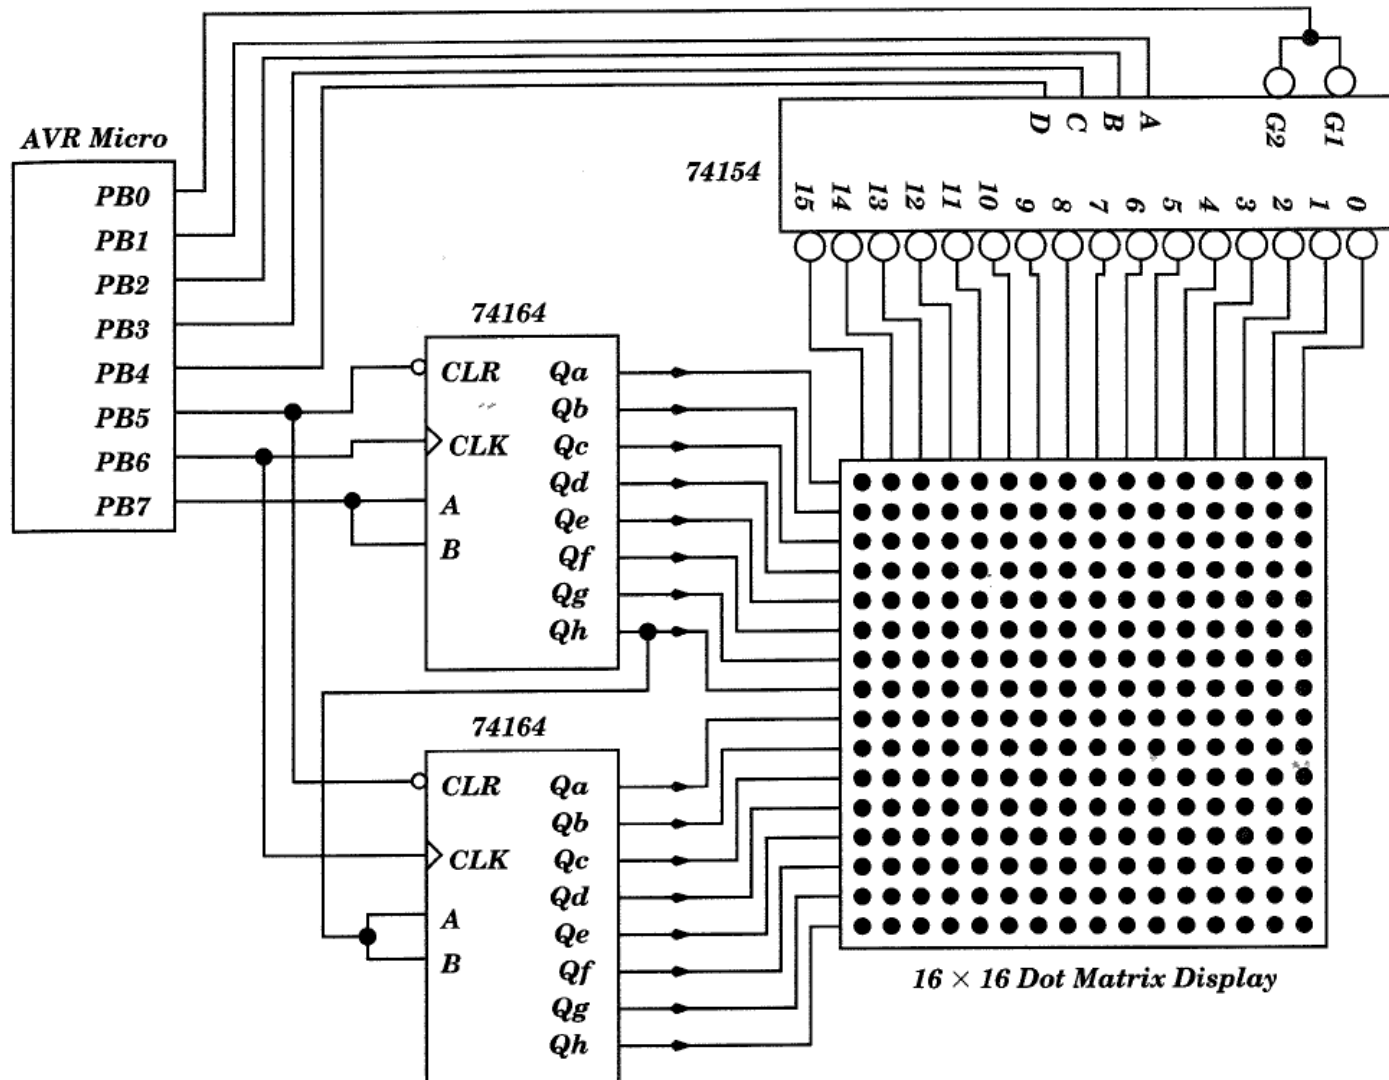 AVR Micro
PB0
PB1
PB2
PB3
PB4
PB5
PB6
PB7
74154
D C B A G2 G1
15 14 13 12 11 10 9 8 7 6 5 4 3 2 1 0
74164
CLR Qa
Qb
CLK Qc
Qd
A Qe
B Qf
Qg
Qh
74164
CLR Qa
Qb
CLK Qc
Qd
A Qe
B Qf
Qg
Qh
16 × 16 Dot Matrix Display